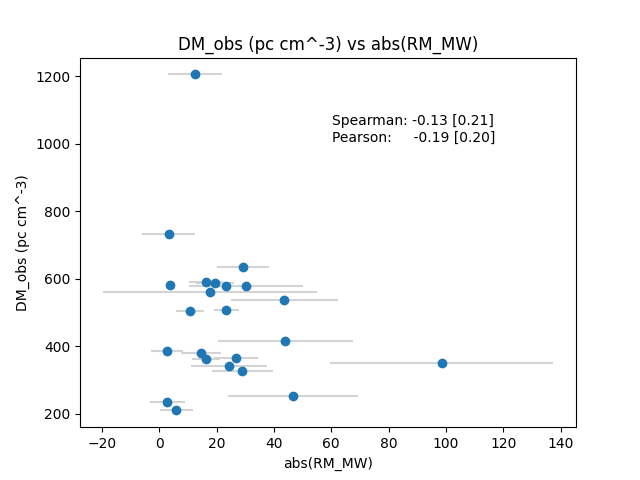 DM_obs (pc cm^-3) vs abs(RM_MW)
1200
1000
800
600
400
200
DM_obs (pc cm^-3)
Spearman: -0.13 [0.21]
Pearson: -0.19 [0.20]
−20 0 20 40 60 80 100 120 140
abs(RM_MW)